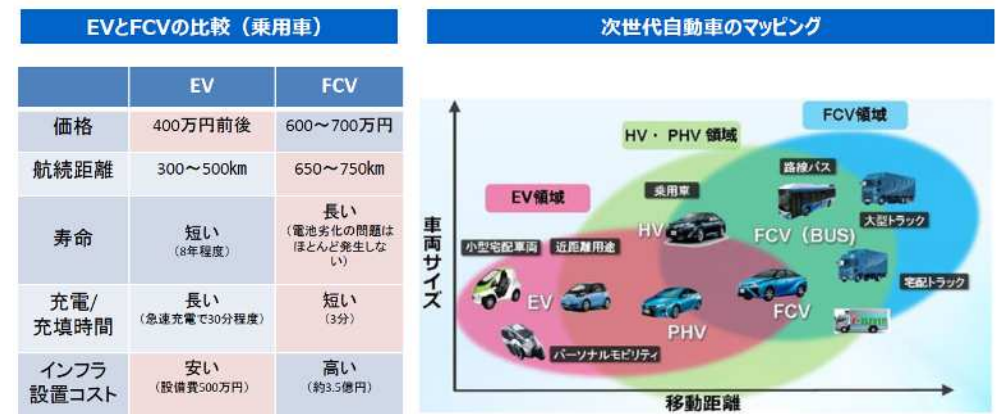 EVとFCVの比較（乗用車）
次世代自動車のマッピング
EV
FCV
価格
400万円前後
600～700万円
航続距離
300～500km
650～750km
寿命
短い
(8年程度)
長い
(電池劣化の問題は
ほとんど発生しな
い)
充電/
充填時間
長い
(急速充電で30分程度)
短い
(3分)
インフラ
設置コスト
安い
(設備費500万円)
高い
(約3.5億円)
車両サイズ
移動距離
FCV領域
HV・PHV 領域
EV領域
路線バス
乗用車
大型トラック
HV
FCV（BUS）
小型宅配車両
近距離用途
宅配トラック
EV
PHV
FCV
パーソナルモビリティ